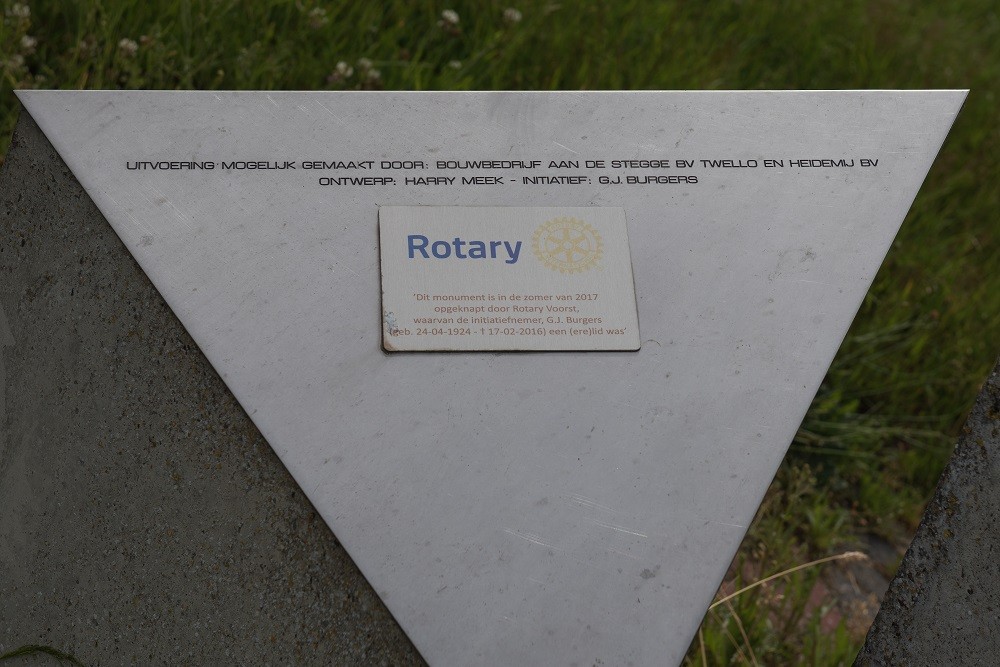 UITVOERING MOGELIJK GEMAAKT DOOR: BOUWBEDRIJF AAN DE STEGGE BV TWELLO EN HEIDEMIJ BV
ONTWERP: HARRY MEEK - INITIATIEF: G.J. BURGERS
Rotary
'Dit monument is in de zomer van 2017
opgeknapt door Rotary Voorst,
waarvan de initiatiefnemer, G.J. Burgers
(geb. 24-04-1924 - † 17-02-2016) een (ere)lid was'